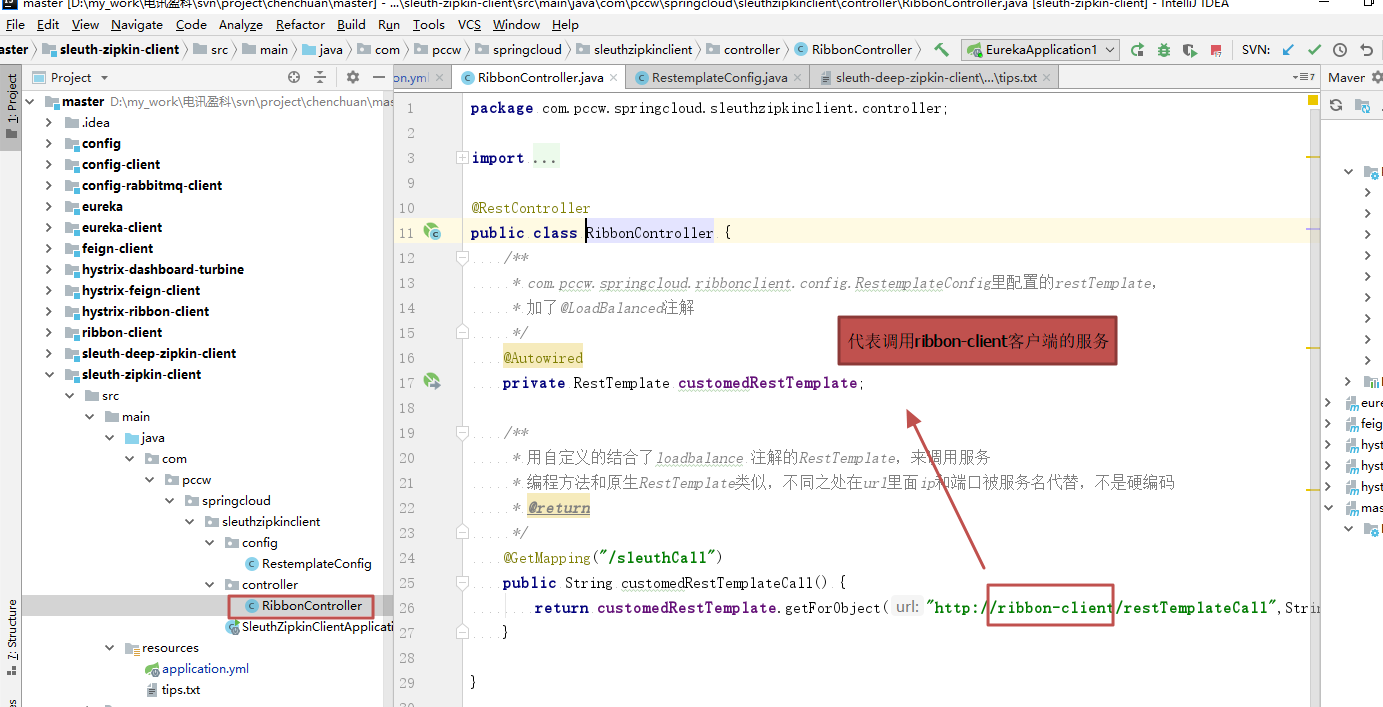 master [D:\my_work\电讯盈科\svn\project\chenchuan\master] - ...\sleuth-zipkin-client\src\main\java\com\pccw\springcloud\sleuthzipkinclient\controller\RibbonController.java [sleuth-zipkin-client] - IntelliJ IDEA
File Edit View Navigate Code Analyze Refactor Build Run Tools VCS Window Help
aster sleuth-zipkin-client src main java com pccw springcloud sleuthzipkinclient controller RibbonController EurekaApplication1 SVN:
1: Project
Project
on.yml RibbonController.java RestemplateConfig.java sleuth-deep-zipkin-client\...\tips.txt
Maver
master D:\my_work\电讯盈科\svn\project\chenchuan\mas
.idea
config
config-client
config-rabbitmq-client
eureka
eureka-client
feign-client
hystrix-dashboard-turbine
hystrix-feign-client
hystrix-ribbon-client
ribbon-client
sleuth-deep-zipkin-client
sleuth-zipkin-client
src
main
java
com
pccw
springcloud
sleuthzipkinclient
config
RestemplateConfig
controller
RibbonController
SleuthZipkinClientApplicati
resources
application.yml
tips.txt
7: Structure
1 package com.pccw.springcloud.sleuthzipkinclient.controller;
2
3 import ...
9
10 @RestController
11 public class RibbonController {
12 /**
13 * com.pccw.springcloud.ribbonclient.config.RestemplateConfig里配置的restTemplate，
14 * 加了@LoadBalanced注解
15 */
16 @Autowired
17 private RestTemplate customedRestTemplate;
18
19 /**
20 * 用自定义的结合了loadbalance 注解的RestTemplate，来调用服务
21 * 编程方法和原生RestTemplate类似，不同之处在url里面ip和端口被服务名代替，不是硬编码
22 * @return
23 */
24 @GetMapping("/sleuthCall")
25 public String customedRestTemplateCall() {
26 return customedRestTemplate.getForObject( url: "http://ribbon-client/restTemplateCall",Strin
27 }
28
29 }
30
代表调用ribbon-client客户端的服务
eure
feig
hyst
hyst
hyst
mas